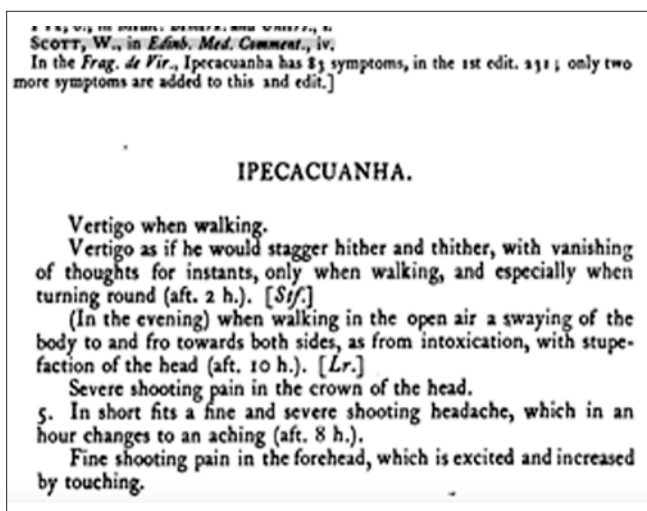 SCOTT, W., in Edinb. Med. Comment., iv.
In the Frag. de Vir., Ipecacuanha has 83 symptoms, in the 1st edit. 231; only two
more symptoms are added to this 2nd edit.]
IPECACUANHA.
Vertigo when walking.
Vertigo as if he would stagger hither and thither, with vanishing
of thoughts for instants, only when walking, and especially when
turning round (aft. 2 h.). [Stf.]
(In the evening) when walking in the open air a swaying of the
body to and fro towards both sides, as from intoxication, with stupe-
faction of the head (aft. 10 h.). [Lr.]
Severe shooting pain in the crown of the head.
5. In short fits a fine and severe shooting headache, which in an
hour changes to an aching (aft. 8 h.).
Fine shooting pain in the forehead, which is excited and increased
by touching.